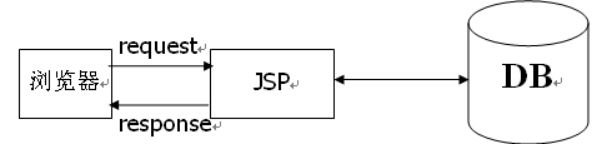 request
浏览器
JSP
DB
response